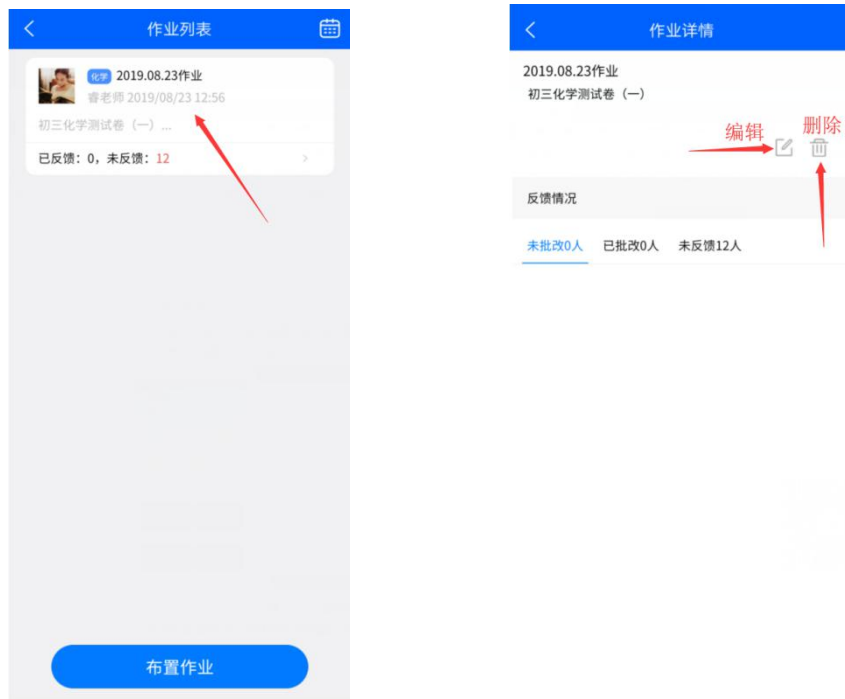 作业列表
化学 2019.08.23作业
睿老师 2019/08/23 12:56
初三化学测试卷（一）...
已反馈：0，未反馈：12
布置作业
作业详情
2019.08.23作业
初三化学测试卷（一）
编辑 删除
反馈情况
未批改0人 已批改0人 未反馈12人